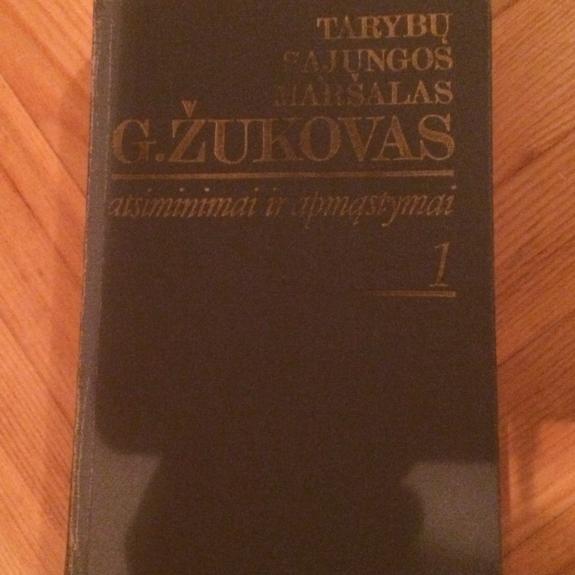 TARYBŲ
SĄJUNGOS
MARŠALAS
G.ŽUKOVAS
atsiminimai ir apmąstymai
1